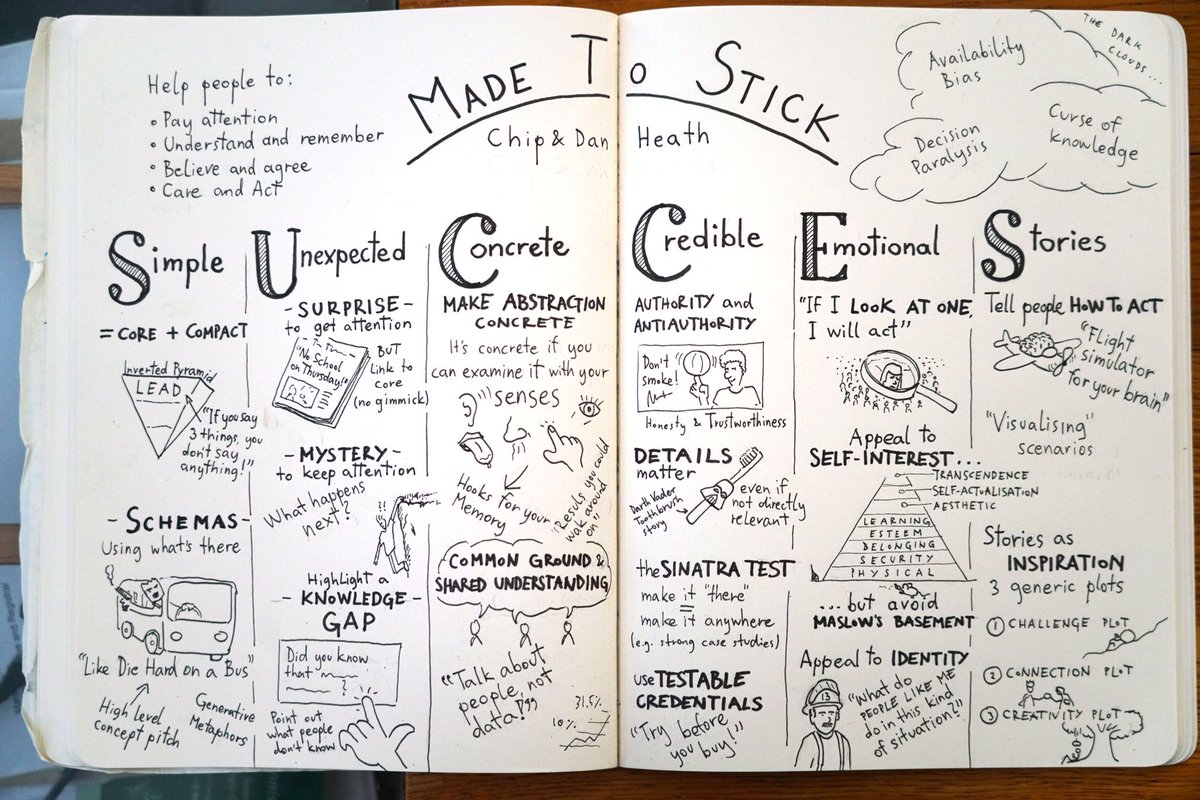 MADE TO STICK
Chip & Dan Heath
Help people to:
• Pay attention
• Understand and remember
• Believe and agree
• Care and Act
THE DARK
CLOUDS...
Availability
Bias
Decision
Paralysis
Curse of
knowledge
Simple
= CORE + COMPACT
Inverted Pyramid
LEAD
"If you say
3 things, you
don't say
anything!"
- SCHEMAS -
Using what's there
"Like Die Hard on a Bus"
High level
concept pitch
Generative
Metaphors
Unexpected
- SURPRISE -
to get attention
"No School
on Thursday!"
BUT
Link to
core
(no gimmick)
- MYSTERY -
to keep attention
What happens
next?
Highlight a
- KNOWLEDGE -
GAP
Did you know
that
?
Point out
what people
don't know
Concrete
MAKE ABSTRACTION
CONCRETE
It's concrete if you
can examine it with your
senses
Hooks for your
Memory
"Results you could
walk around
on"
COMMON GROUND &
SHARED UNDERSTANDING
"Talk about
people, not
data!"
31.5%
10%
Credible
AUTHORITY and
ANTIAUTHORITY
Don't
smoke!
Honesty & Trustworthiness
DETAILS
matter
Darth Vader
Toothbrush
story
even if
not directly
relevant
the SINATRA TEST
make it "there"
=
make it anywhere
(e.g. strong case studies)
use TESTABLE
CREDENTIALS
"Try before
you buy!"
Emotional
"If I LOOK AT ONE,
I will act"
Appeal to
SELF-INTEREST...
TRANSCENDENCE
SELF-ACTUALISATION
AESTHETIC
LEARNING
ESTEEM
BELONGING
SECURITY
PHYSICAL
...but avoid
MASLOW'S BASEMENT
Appeal to IDENTITY
13
"What do
PEOPLE LIKE ME
do in this kind
of situation?"
Stories
Tell people HOW TO ACT
"Flight
simulator
for your brain"
"Visualising"
scenarios
Stories as
INSPIRATION
3 generic plots
① CHALLENGE PLOT
② CONNECTION PLOT
③ CREATIVITY PLOT